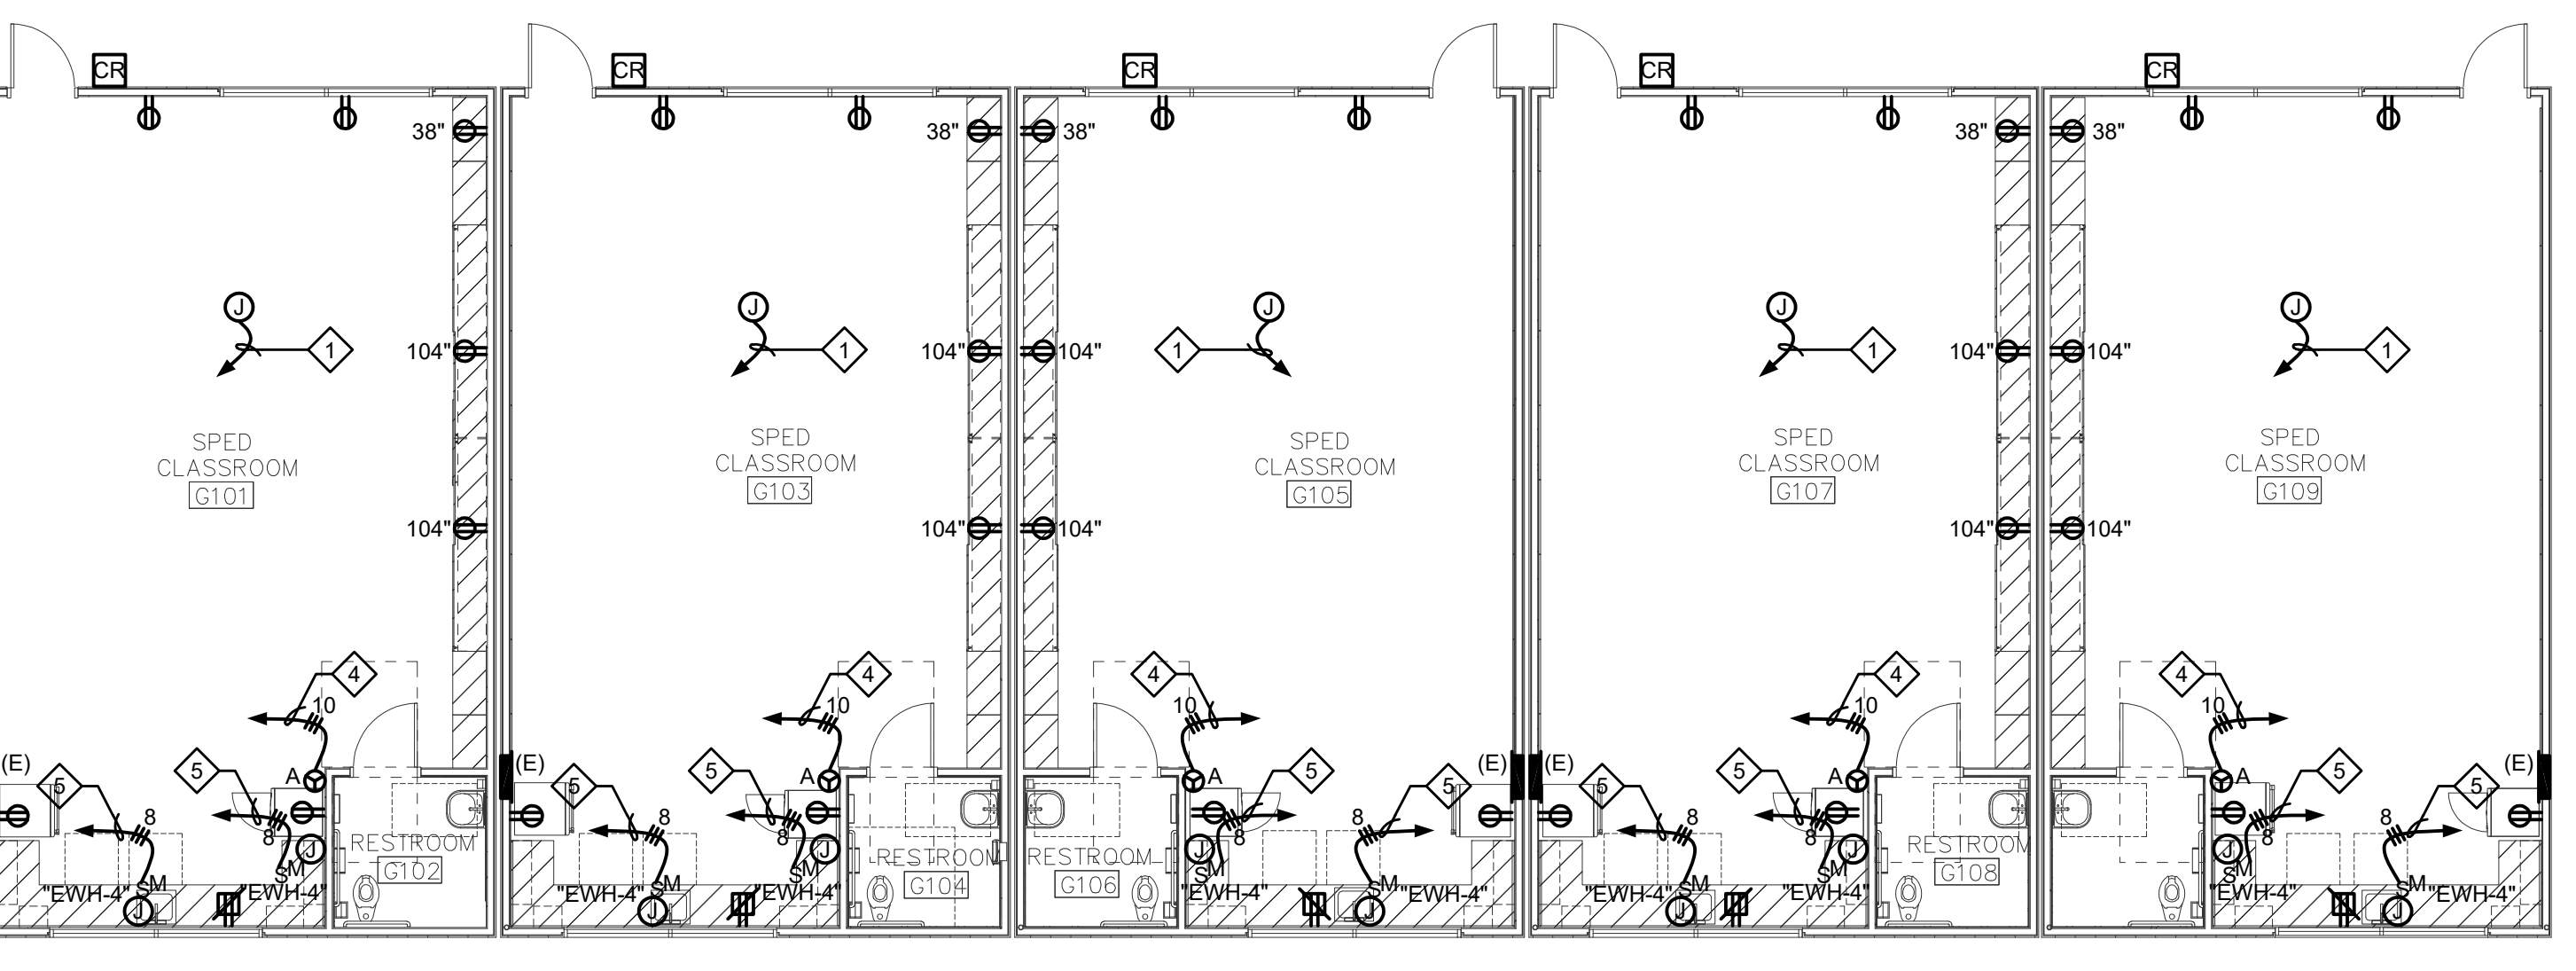 CR CR CR CR CR
38" 38" 38" 38" 38"
J J J J J
1 1 1 1 1
104" 104" 104" 104" 104"
SPED
CLASSROOM
G101
SPED
CLASSROOM
G103
SPED
CLASSROOM
G105
SPED
CLASSROOM
G107
SPED
CLASSROOM
G109
104" 104" 104" 104" 104"
4 4 4 4 4
10 10 10 10
(E) 5 5 A (E) 5 5 A A 5 5 (E) (E) 5 5 A A 5 5 (E)
8 8 8 8 8 8 8 8 8 8
J J J J J
RESTROOM
G102
RESTROOM
G104
RESTROOM
G106
RESTROOM
G108
SM SM SM SM SM SM SM SM SM SM
"EWH-4" "EWH-4" "EWH-4" "EWH-4" "EWH-4" "EWH-4" "EWH-4" "EWH-4" "EWH-4" "EWH-4"
J J J J J